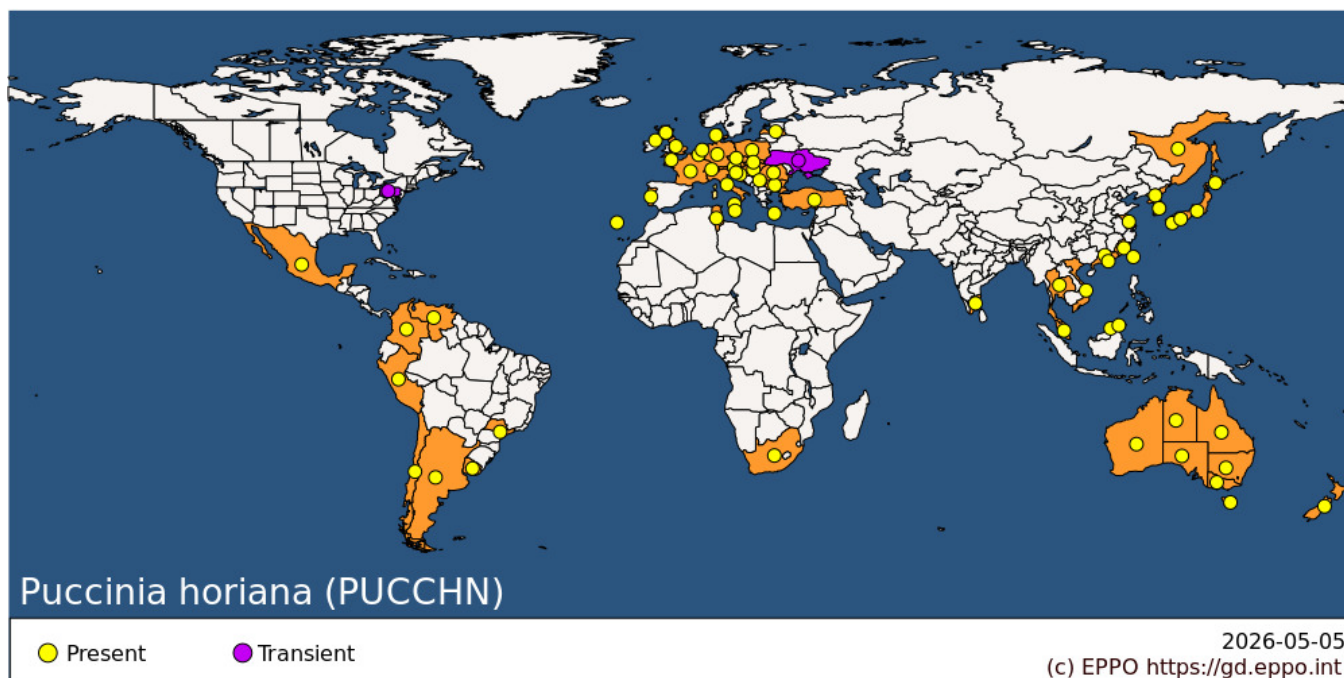 Puccinia horiana (PUCCHN)
Present
Transient
2026-05-05
(c) EPPO https://gd.eppo.int